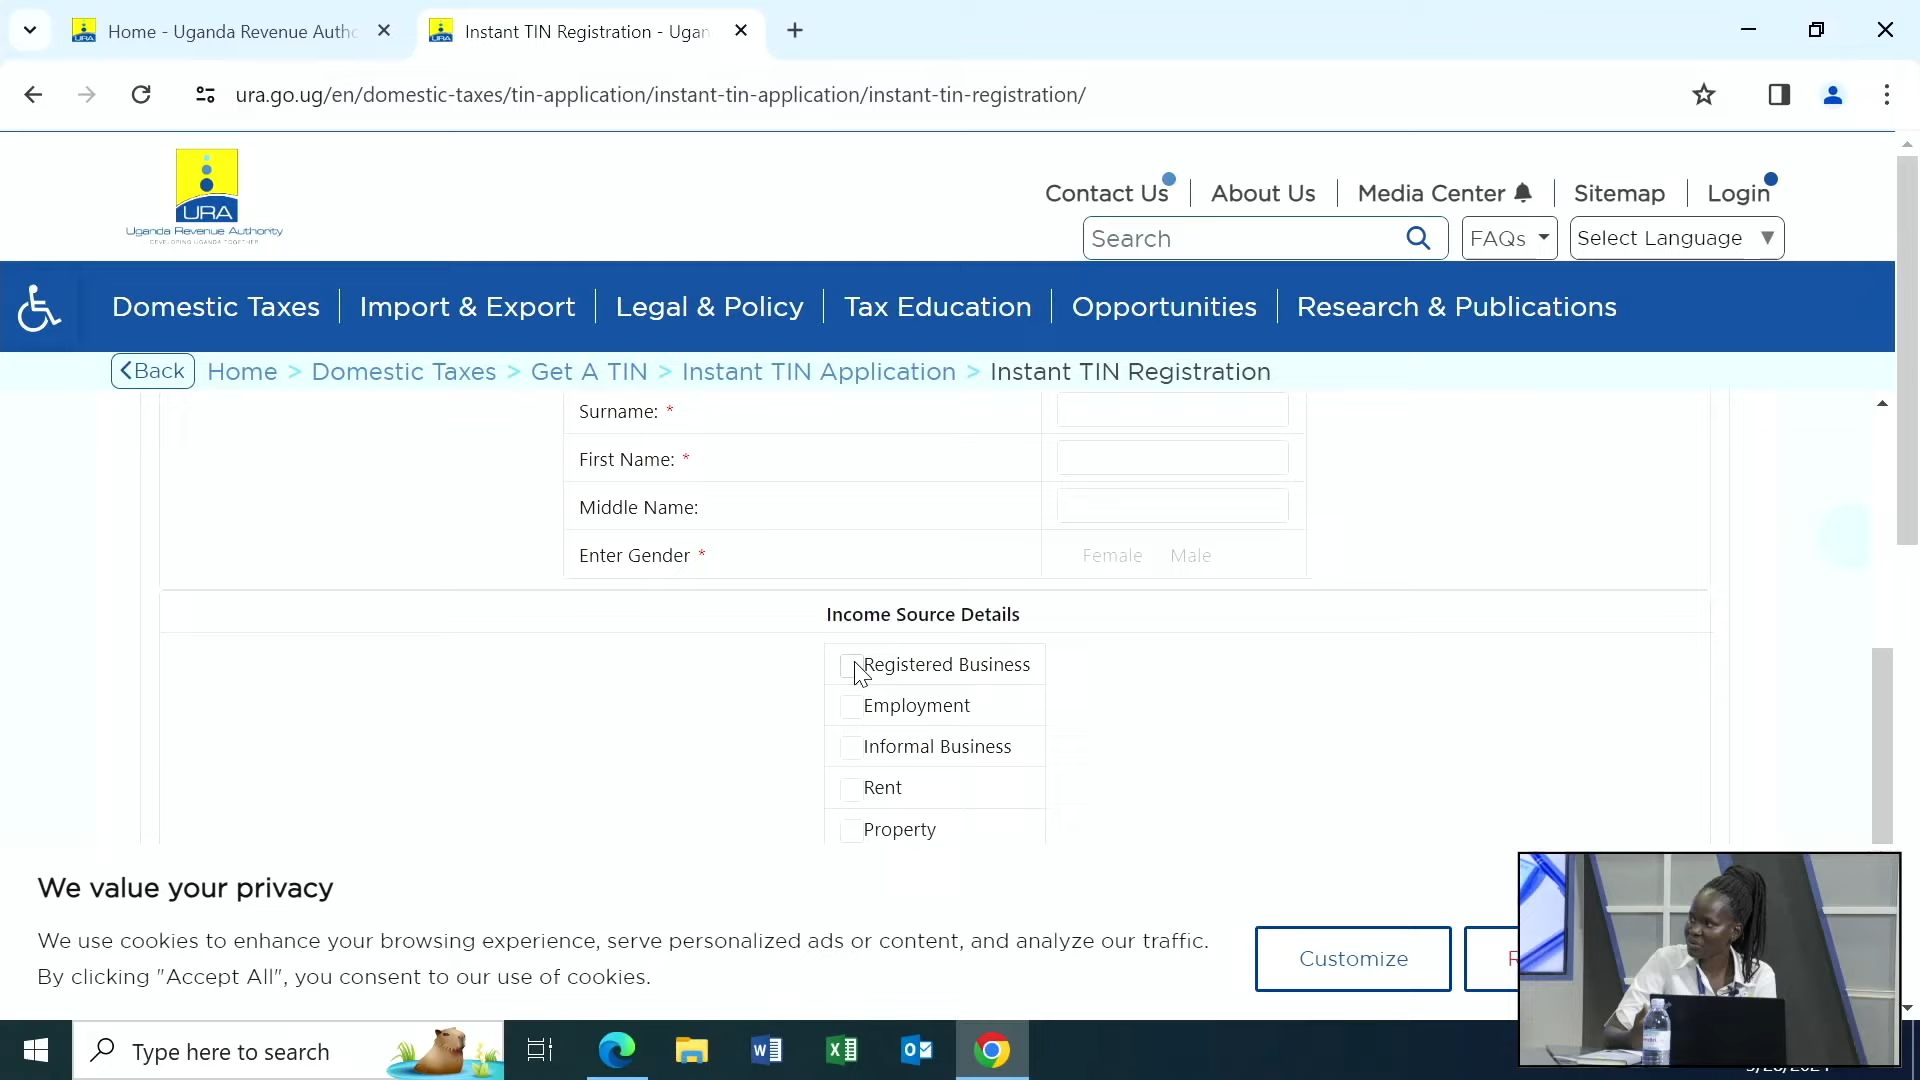 Home - Uganda Revenue Auth
Instant TIN Registration - Ugan
ura.go.ug/en/domestic-taxes/tin-application/instant-tin-application/instant-tin-registration/
URA
Uganda Revenue Authority
DEVELOPING UGANDA TOGETHER
Contact Us
About Us
Media Center
Sitemap
Login
Search
FAQs
Select Language
Domestic Taxes
Import & Export
Legal & Policy
Tax Education
Opportunities
Research & Publications
Back
Home > Domestic Taxes > Get A TIN > Instant TIN Application > Instant TIN Registration
Surname: *
First Name: *
Middle Name:
Enter Gender *
Female Male
Income Source Details
Registered Business
Employment
Informal Business
Rent
Property
We value your privacy
We use cookies to enhance your browsing experience, serve personalized ads or content, and analyze our traffic.
By clicking "Accept All", you consent to our use of cookies.
Customize
Type here to search